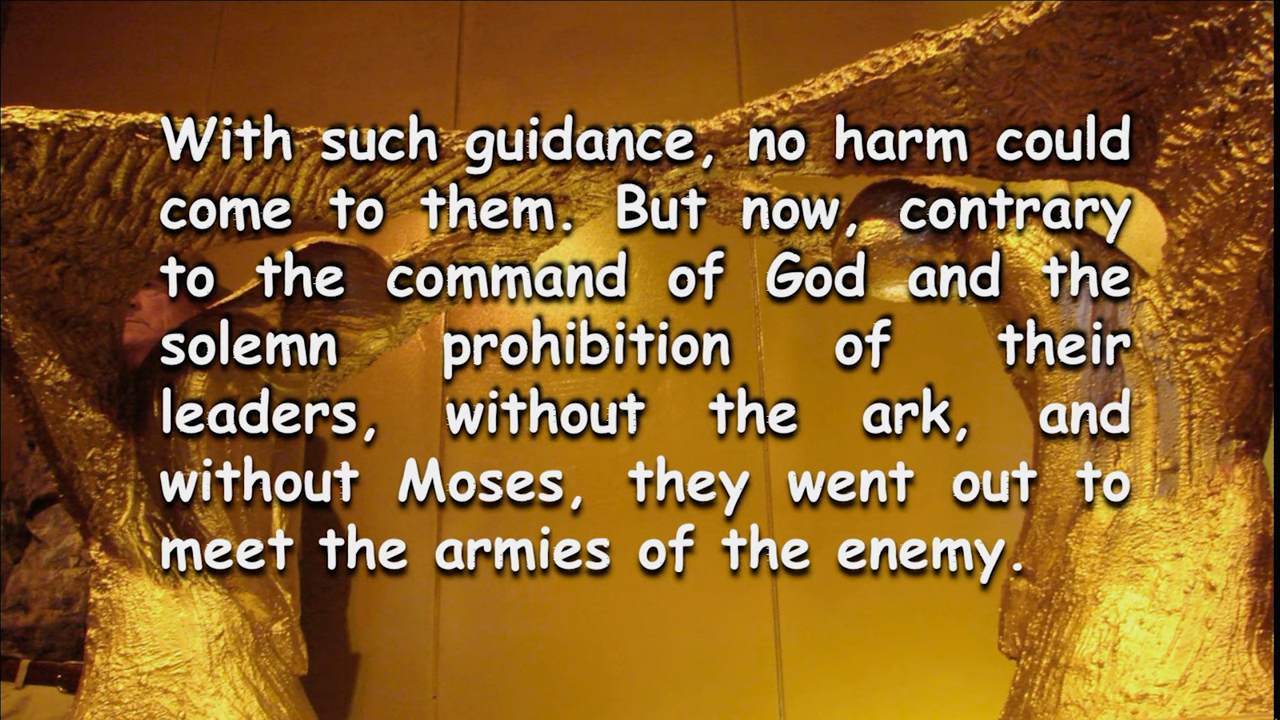 With such guidance, no harm could
come to them. But now, contrary
to the command of God and the
solemn prohibition of their
leaders, without the ark, and
without Moses, they went out to
meet the armies of the enemy.